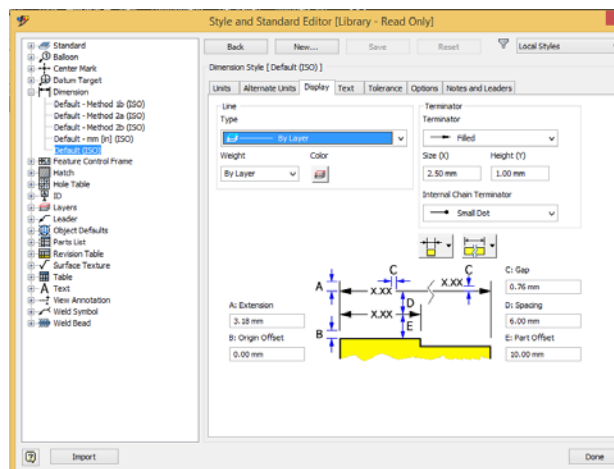 Style and Standard Editor [Library - Read Only]
Back
New...
Save
Reset
Local Styles
Standard
Balloon
Center Mark
Datum Target
Dimension
Default - Method 1b (ISO)
Default - Method 2a (ISO)
Default - Method 2b (ISO)
Default - mm [in] (ISO)
Default (ISO)
Feature Control Frame
Hatch
Hole Table
ID
Layers
Leader
Object Defaults
Parts List
Revision Table
Surface Texture
Table
Text
View Annotation
Weld Symbol
Weld Bead
Dimension Style [ Default (ISO) ]
Units
Alternate Units
Display
Text
Tolerance
Options
Notes and Leaders
Line
Type
By Layer
Weight
Color
By Layer
Terminator
Terminator
Filled
Size (X)
Height (Y)
2.50 mm
1.00 mm
Internal Chain Terminator
Small Dot
A: Extension
3.18 mm
B: Origin Offset
0.00 mm
A
B
C
C
D
E
X.XX
X.XX
X.XX
C: Gap
0.76 mm
D: Spacing
6.00 mm
E: Part Offset
10.00 mm
?
Import
Done